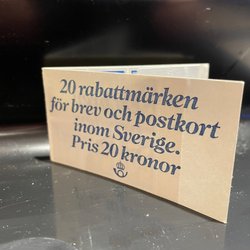 20 rabattmärken
för brev och postkort
inom Sverige.
Pris 20 kronor